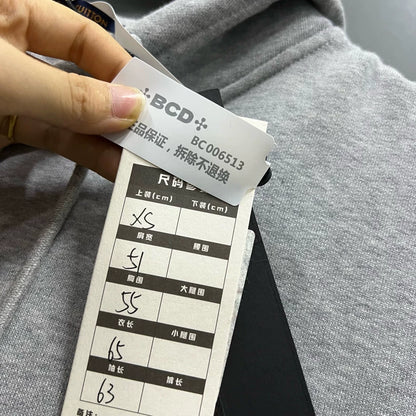 BCD
BC006513
正品保证，拆除不退换
尺码
上装(cm) 下装(cm)
XS
肩宽 腰围
51
胸围 大腿围
55
衣长 小腿围
65
袖长 裤长
63